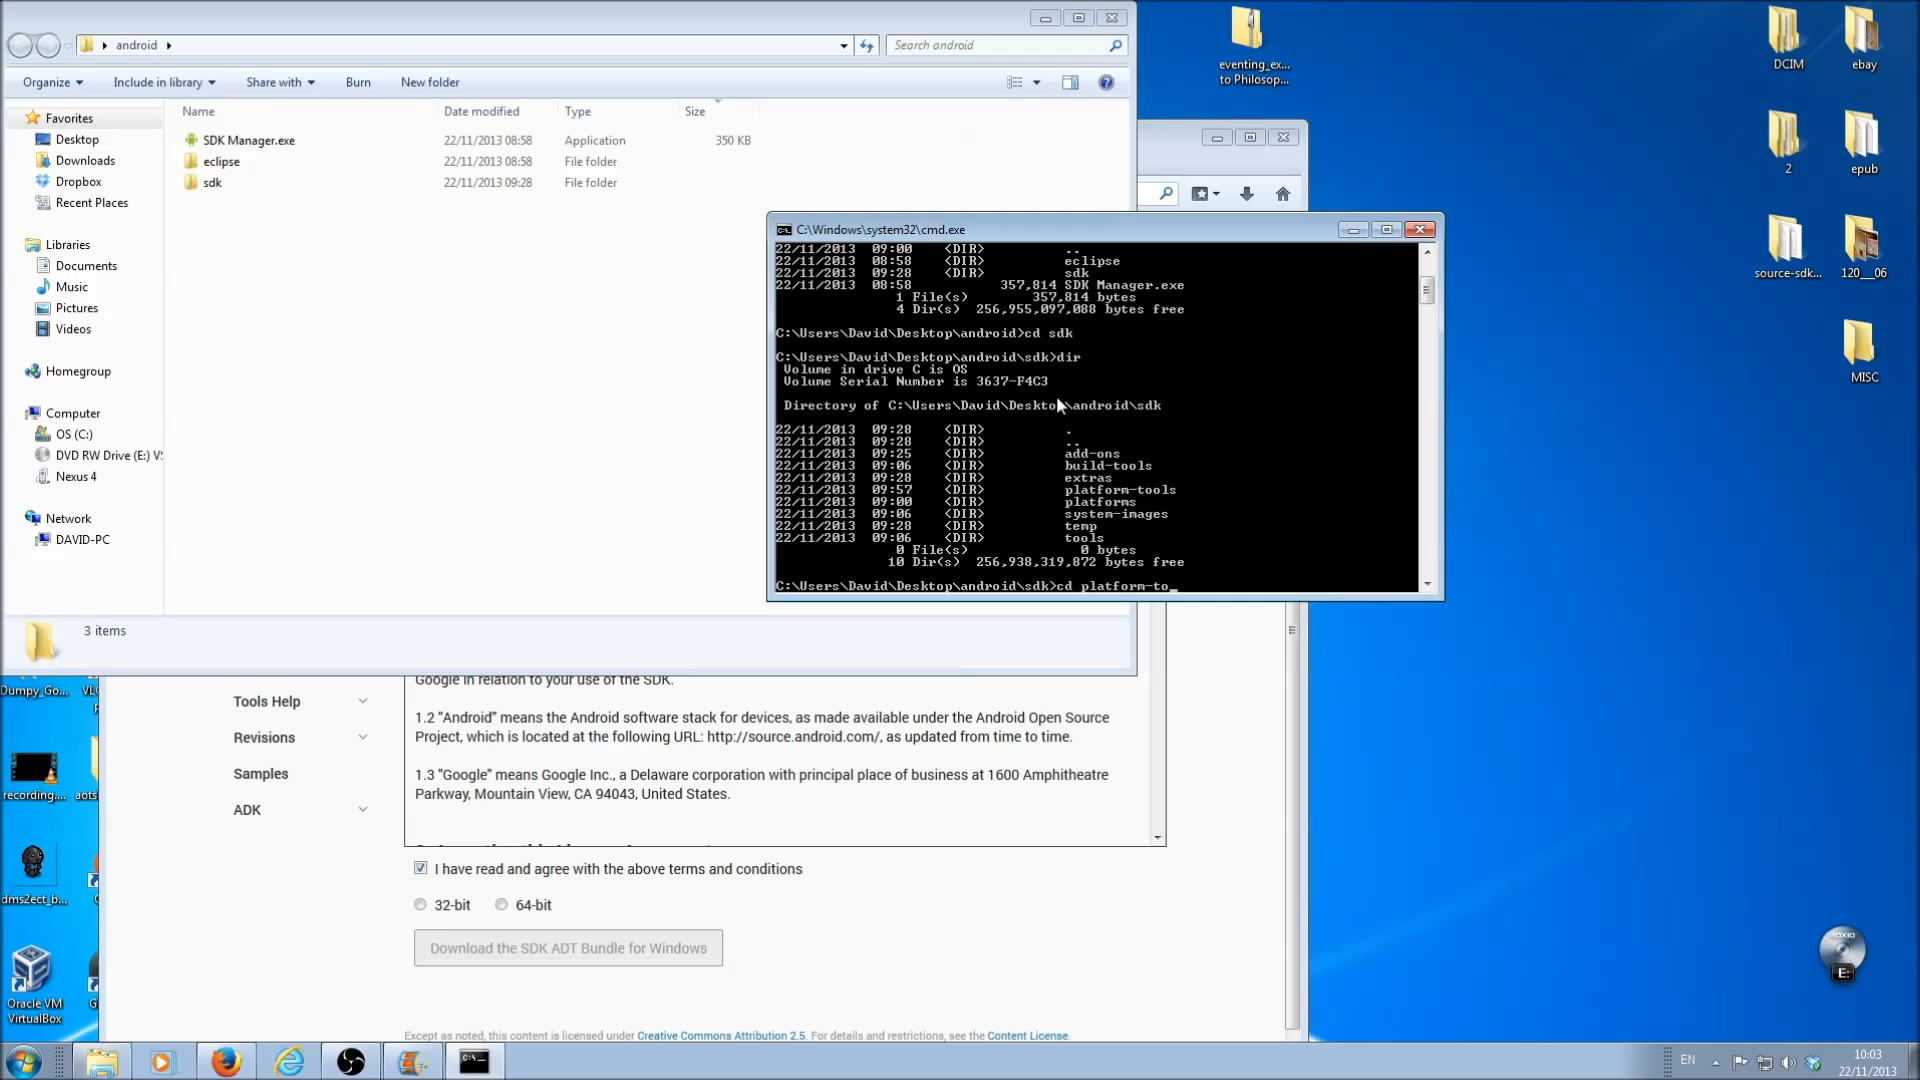 android
Search android
Organize
Include in library
Share with
Burn
New folder
Name
Date modified
Type
Size
SDK Manager.exe 22/11/2013 08:58 Application 350 KB
eclipse 22/11/2013 08:58 File folder
sdk 22/11/2013 09:28 File folder
Favorites
Desktop
Downloads
Dropbox
Recent Places
Libraries
Documents
Music
Pictures
Videos
Homegroup
Computer
OS (C:)
DVD RW Drive (E:) VS
Nexus 4
Network
DAVID-PC
3 items
C:\Windows\system32\cmd.exe
22/11/2013 09:00 <DIR> ..
22/11/2013 08:58 <DIR> eclipse
22/11/2013 09:28 <DIR> sdk
22/11/2013 08:58 357,814 SDK Manager.exe
1 File(s) 357,814 bytes
4 Dir(s) 256,955,097,088 bytes free
C:\Users\David\Desktop\android>cd sdk
C:\Users\David\Desktop\android\sdk>dir
Volume in drive C is OS
Volume Serial Number is 3637-F4C3
Directory of C:\Users\David\Desktop\android\sdk
22/11/2013 09:28 <DIR> .
22/11/2013 09:28 <DIR> ..
22/11/2013 09:25 <DIR> add-ons
22/11/2013 09:06 <DIR> build-tools
22/11/2013 09:28 <DIR> extras
22/11/2013 09:57 <DIR> platform-tools
22/11/2013 09:00 <DIR> platforms
22/11/2013 09:06 <DIR> system-images
22/11/2013 09:28 <DIR> temp
22/11/2013 09:06 <DIR> tools
0 File(s) 0 bytes
10 Dir(s) 256,938,319,872 bytes free
C:\Users\David\Desktop\android\sdk>cd platform-to_
eventing_ex...
to Philosop...
DCIM
ebay
2
epub
source-sdk...
120___06
MISC
ROXIO
E:
Dumpy_Go...
recording....
aots
dms2ect_b...
Oracle VM
VirtualBox
G
Tools Help
Revisions
Samples
ADK
Google in relation to your use of the SDK.
1.2 "Android" means the Android software stack for devices, as made available under the Android Open Source
Project, which is located at the following URL: http://source.android.com/, as updated from time to time.
1.3 "Google" means Google Inc., a Delaware corporation with principal place of business at 1600 Amphitheatre
Parkway, Mountain View, CA 94043, United States.
I have read and agree with the above terms and conditions
32-bit
64-bit
Download the SDK ADT Bundle for Windows
Except as noted, this content is licensed under Creative Commons Attribution 2.5. For details and restrictions, see the Content License.
EN
10:03
22/11/2013